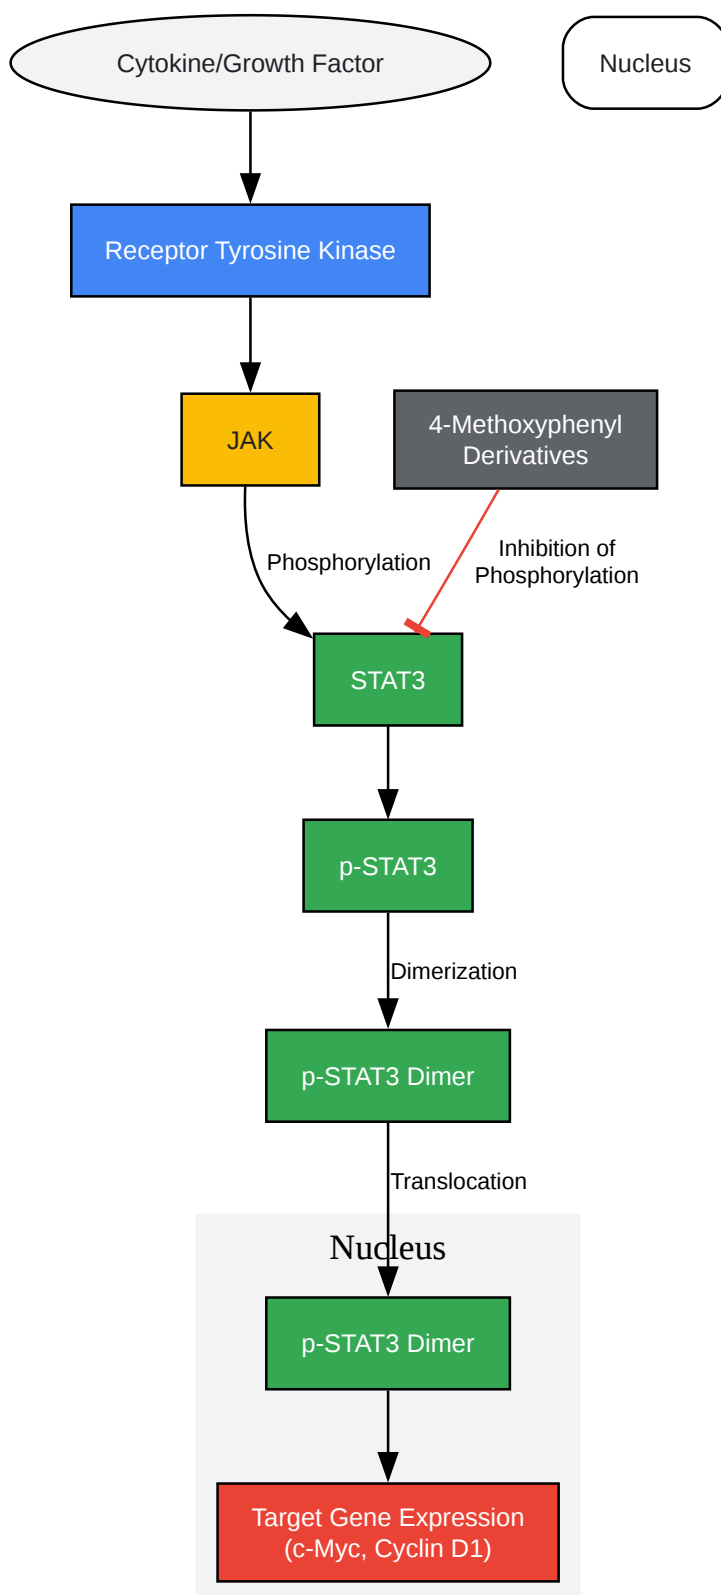 Cytokine/Growth Factor
Nucleus
Receptor Tyrosine Kinase
JAK
4-Methoxyphenyl
Derivatives
Phosphorylation
Inhibition of
Phosphorylation
STAT3
p-STAT3
Dimerization
p-STAT3 Dimer
Translocation
Nucleus
p-STAT3 Dimer
Target Gene Expression
(c-Myc, Cyclin D1)